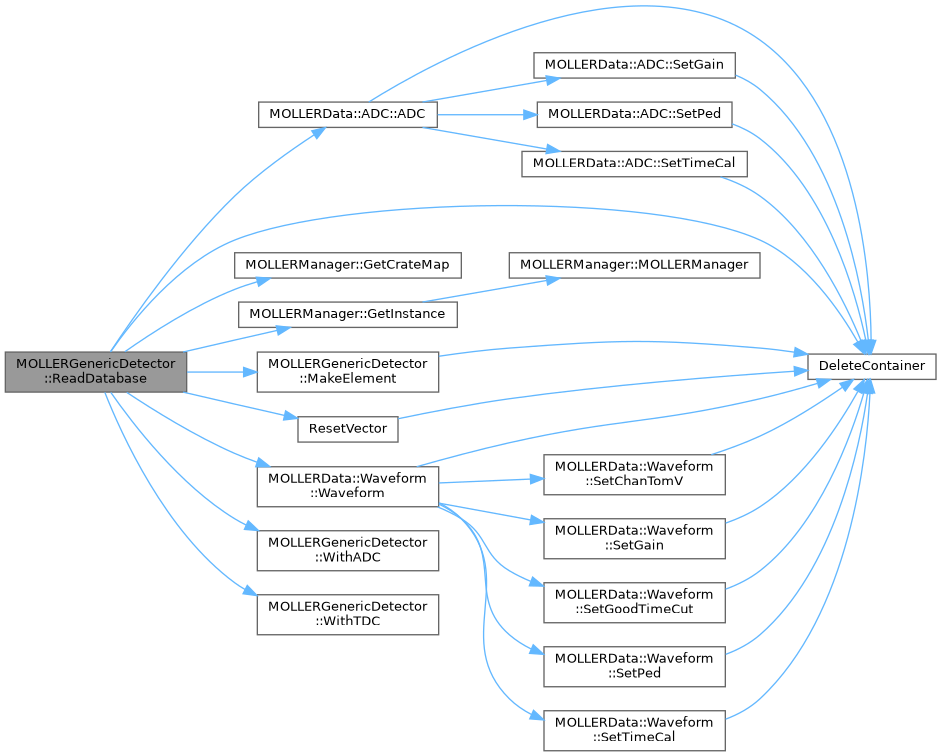 MOLLERGenericDetector
::ReadDatabase
MOLLERData::ADC::ADC
MOLLERManager::GetCrateMap
MOLLERManager::GetInstance
MOLLERGenericDetector
::MakeElement
ResetVector
MOLLERData::Waveform
::Waveform
MOLLERGenericDetector
::WithADC
MOLLERGenericDetector
::WithTDC
MOLLERData::ADC::SetGain
MOLLERData::ADC::SetPed
MOLLERData::ADC::SetTimeCal
MOLLERManager::MOLLERManager
MOLLERData::Waveform
::SetChanTomV
MOLLERData::Waveform
::SetGain
MOLLERData::Waveform
::SetGoodTimeCut
MOLLERData::Waveform
::SetPed
MOLLERData::Waveform
::SetTimeCal
DeleteContainer